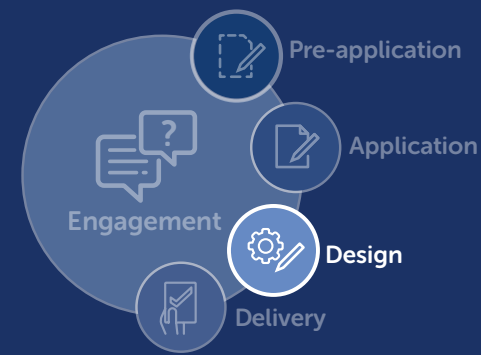 Pre-application
?
Application
Engagement
Design
Delivery